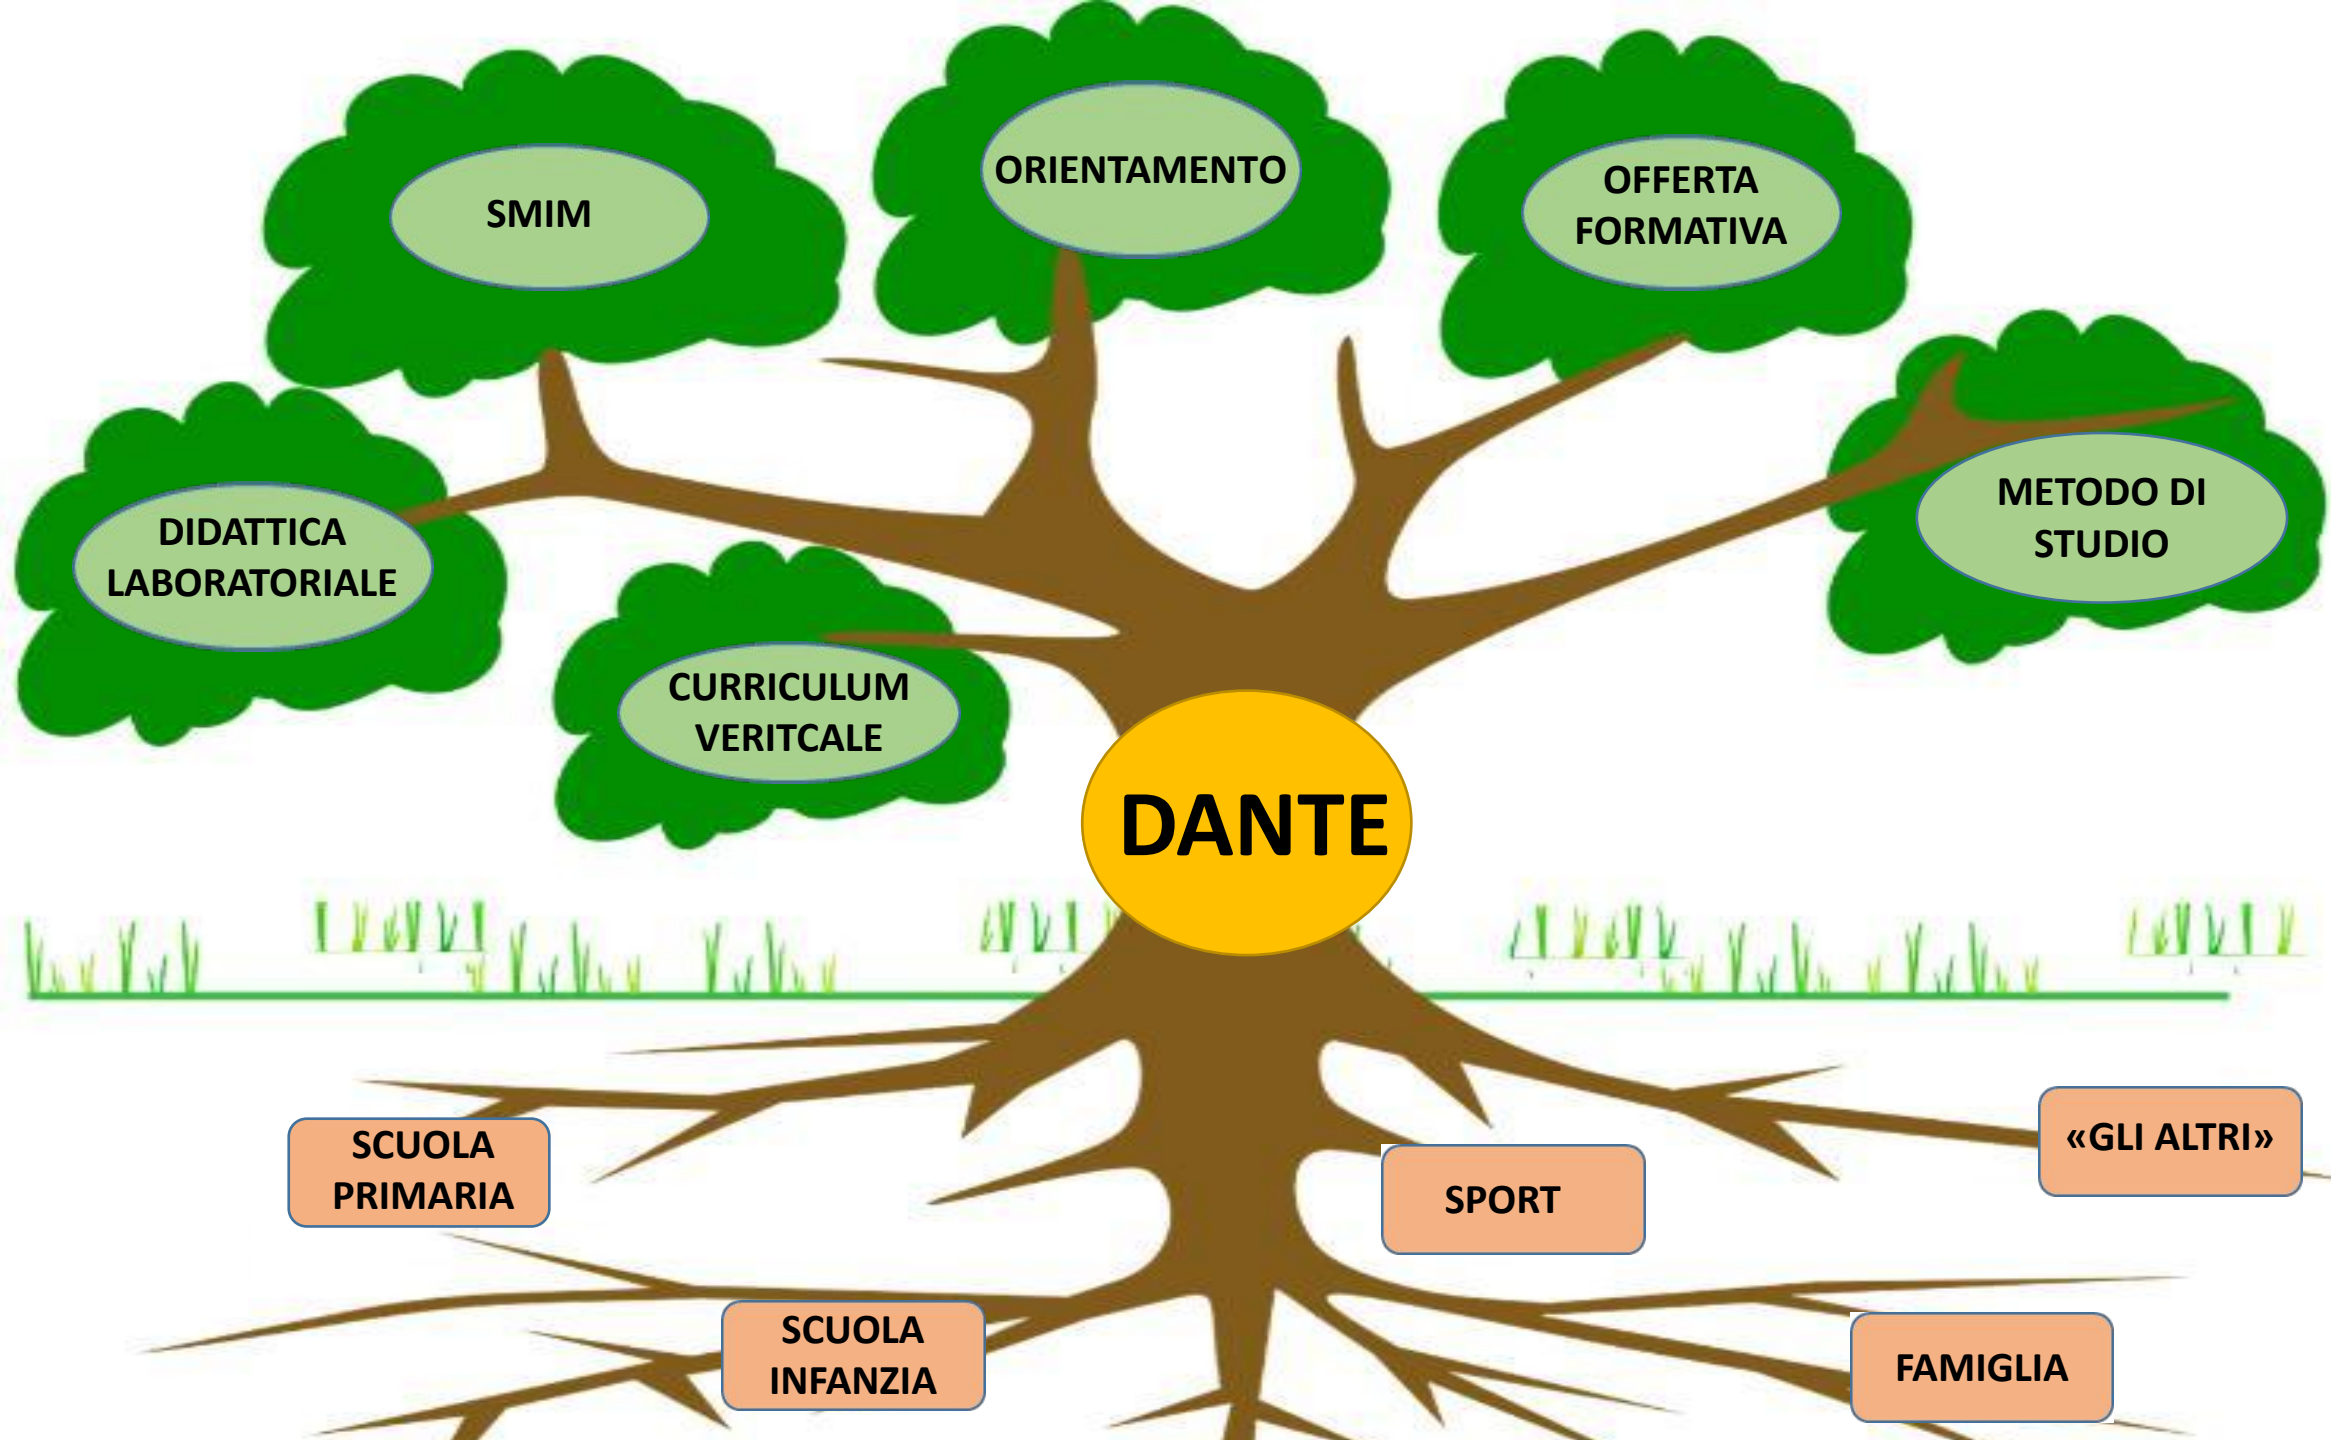 SMIM
ORIENTAMENTO
OFFERTA
FORMATIVA
DIDATTICA
LABORATORIALE
METODO DI
STUDIO
CURRICULUM
VERITCALE
DANTE
SCUOLA
PRIMARIA
SPORT
«GLI ALTRI»
SCUOLA
INFANZIA
FAMIGLIA